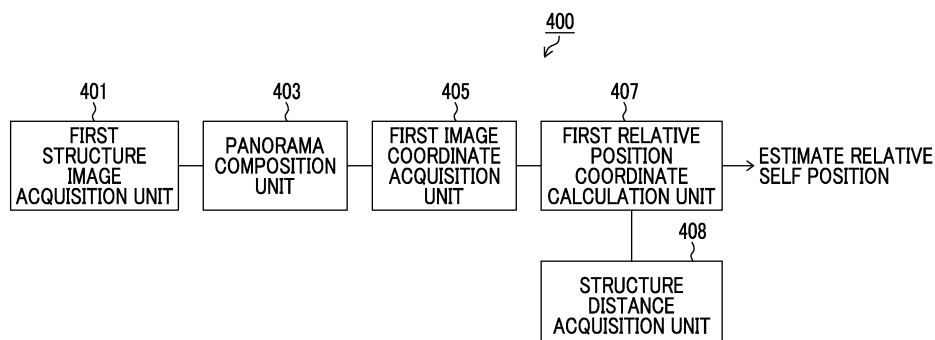 400
401
FIRST
STRUCTURE
IMAGE
ACQUISITION UNIT
403
PANORAMA
COMPOSITION
UNIT
405
FIRST IMAGE
COORDINATE
ACQUISITION
UNIT
407
FIRST RELATIVE
POSITION
COORDINATE
CALCULATION UNIT
ESTIMATE RELATIVE
SELF POSITION
408
STRUCTURE
DISTANCE
ACQUISITION UNIT